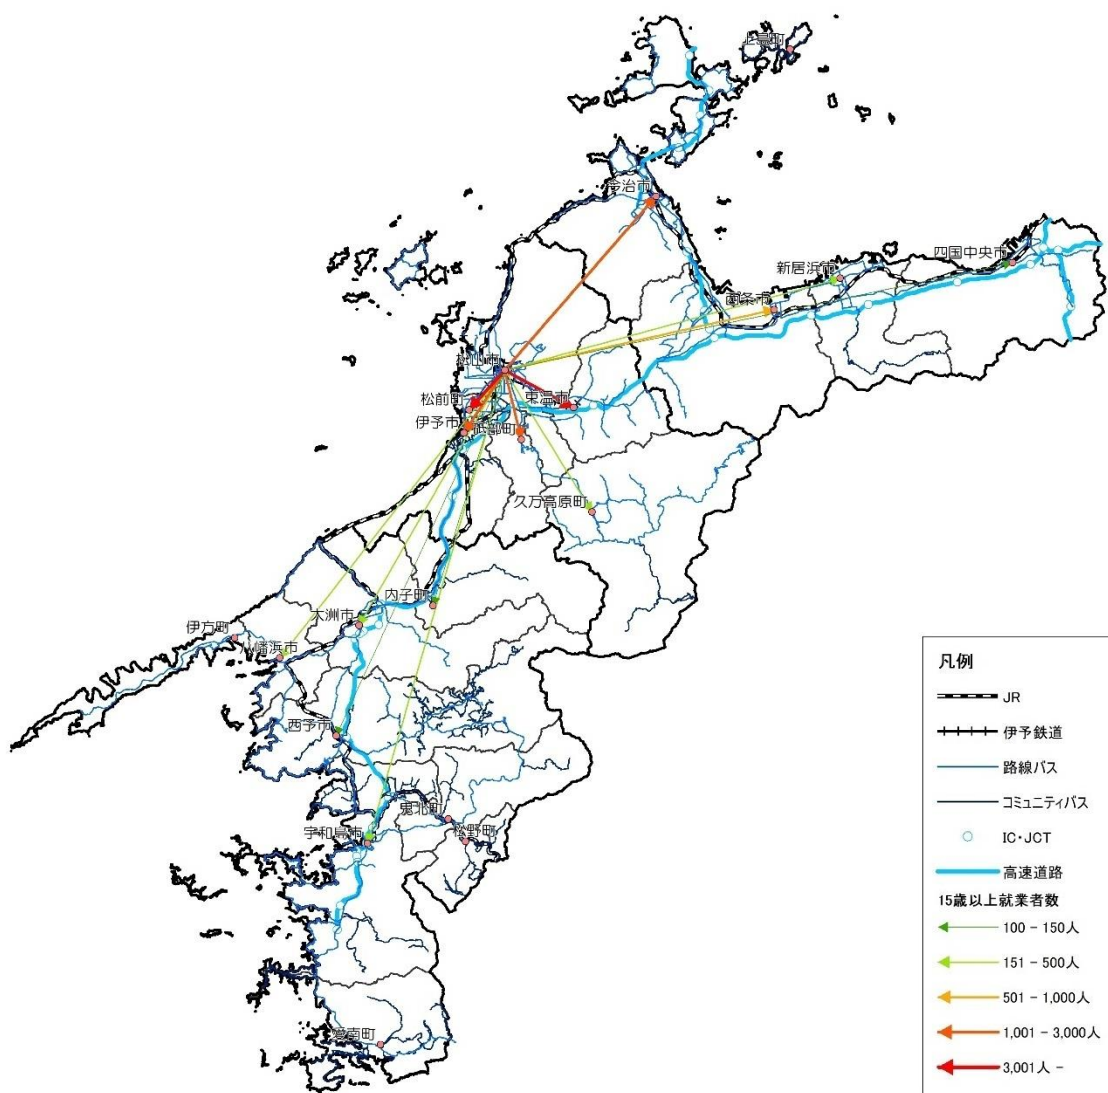 上島町
今治市
四国中央市
新居浜市
西条市
松山市
松前町
東温市
伊予市
砥部町
久万高原町
内子町
大洲市
伊方町
八幡浜市
西予市
鬼北町
宇和島市
松野町
愛南町
凡例
JR
伊予鉄道
路線バス
コミュニティバス
IC・JCT
高速道路
15歳以上就業者数
100 - 150人
151 - 500人
501 - 1,000人
1,001 - 3,000人
3,001人 -